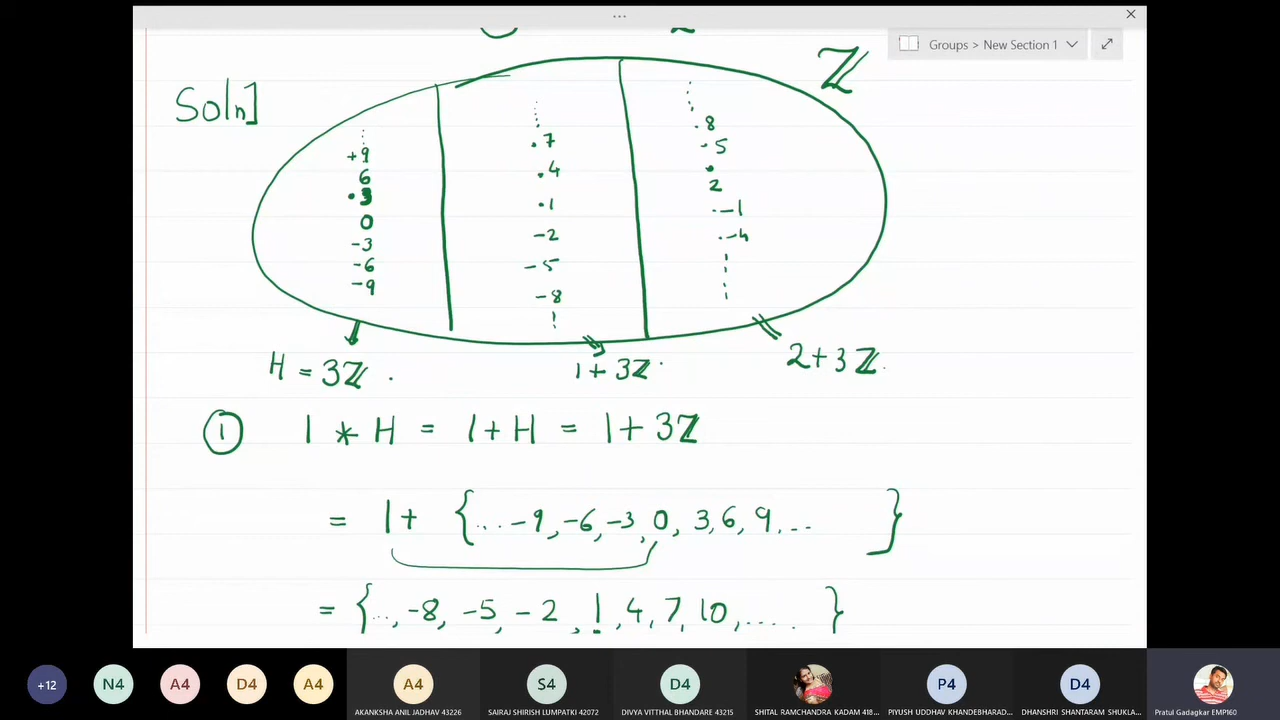 Groups > New Section 1
ℤ
Soln]
+9
6
3
0
-3
-6
-9
7
4
1
-2
-5
-8
8
5
2
-1
-4
H = 3ℤ.
1 + 3ℤ
2 + 3ℤ
① 1 * H = 1 + H = 1 + 3ℤ
= 1 + {... -9, -6, -3, 0, 3, 6, 9, ... }
= {..., -8, -5, -2, 1, 4, 7, 10, .... }
+12
N4
A4
D4
A4
A4
S4
D4
P4
D4
AKANKSHA ANIL JADHAV 43226
SAIRAJ SHIRISH LUMPATKI 42072
DIVYA VITTHAL BHANDARE 43215
SHITAL RAMCHANDRA KADAM 418...
PIYUSH UDDHAV KHANDEBHARAD...
DHANSHRI SHANTARAM SHUKLA...
Pratul Gadagkar EMP160